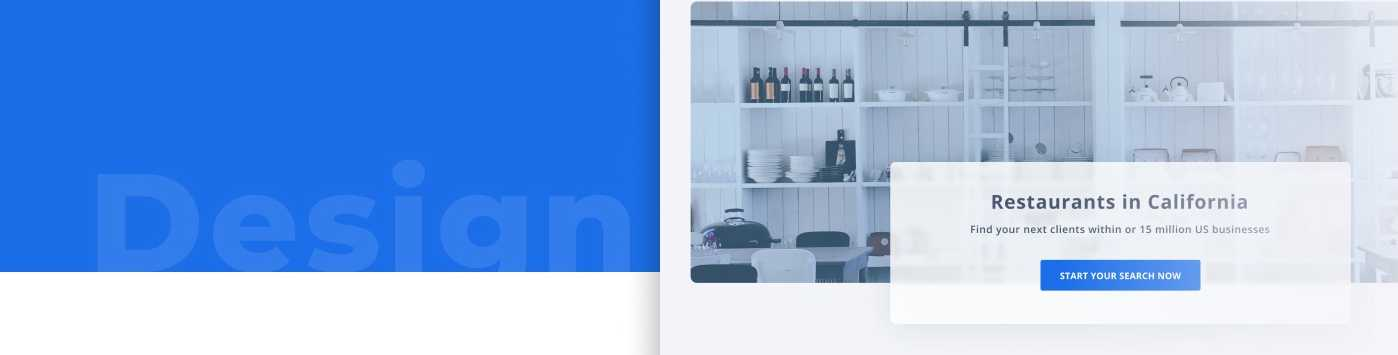 Design
Restaurants in California
Find your next clients within or 15 million US businesses
START YOUR SEARCH NOW